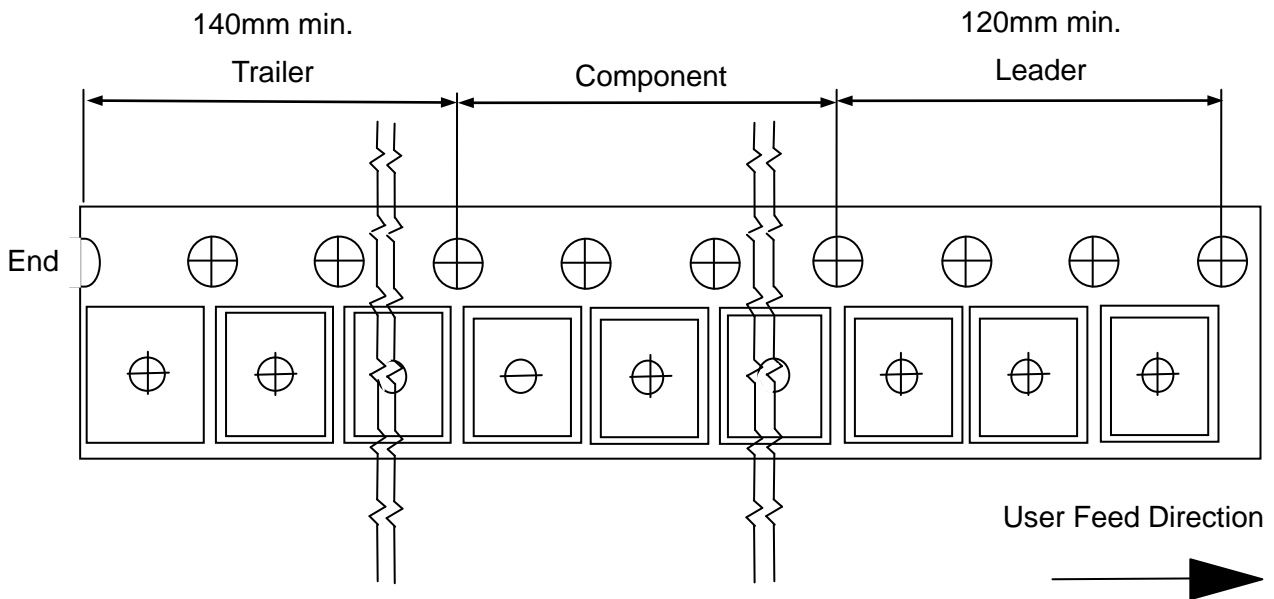 140mm min.
Trailer
Component
120mm min.
Leader
End
User Feed Direction